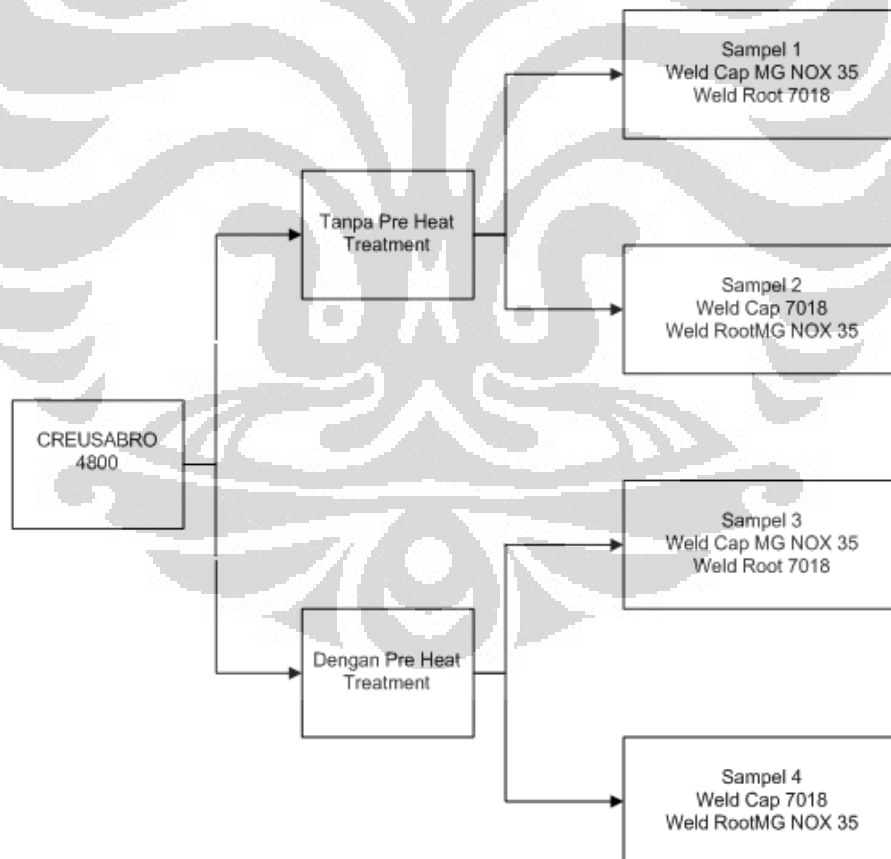 Sampel 1
Weld Cap MG NOX 35
Weld Root 7018
Tanpa Pre Heat
Treatment
Sampel 2
Weld Cap 7018
Weld RootMG NOX 35
CREUSABRO
4800
Sampel 3
Weld Cap MG NOX 35
Weld Root 7018
Dengan Pre Heat
Treatment
Sampel 4
Weld Cap 7018
Weld RootMG NOX 35